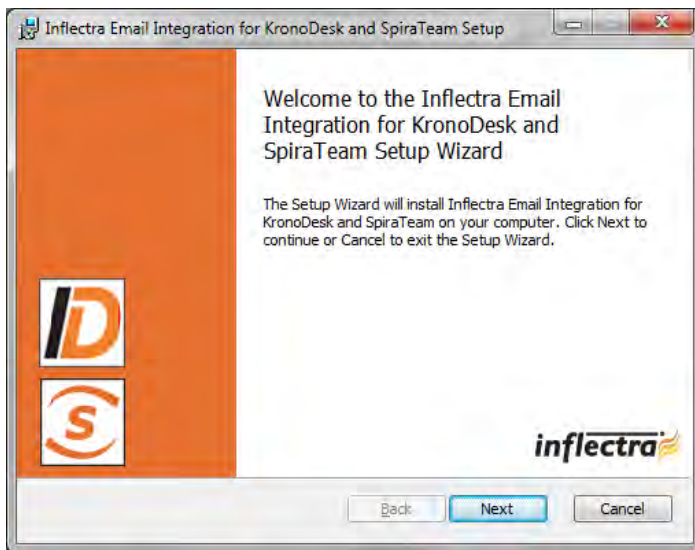 Inflectra Email Integration for KronoDesk and SpiraTeam Setup
Welcome to the Inflectra Email
Integration for KronoDesk and
SpiraTeam Setup Wizard
The Setup Wizard will install Inflectra Email Integration for
KronoDesk and SpiraTeam on your computer. Click Next to
continue or Cancel to exit the Setup Wizard.
D
S
inflectra
Back
Next
Cancel